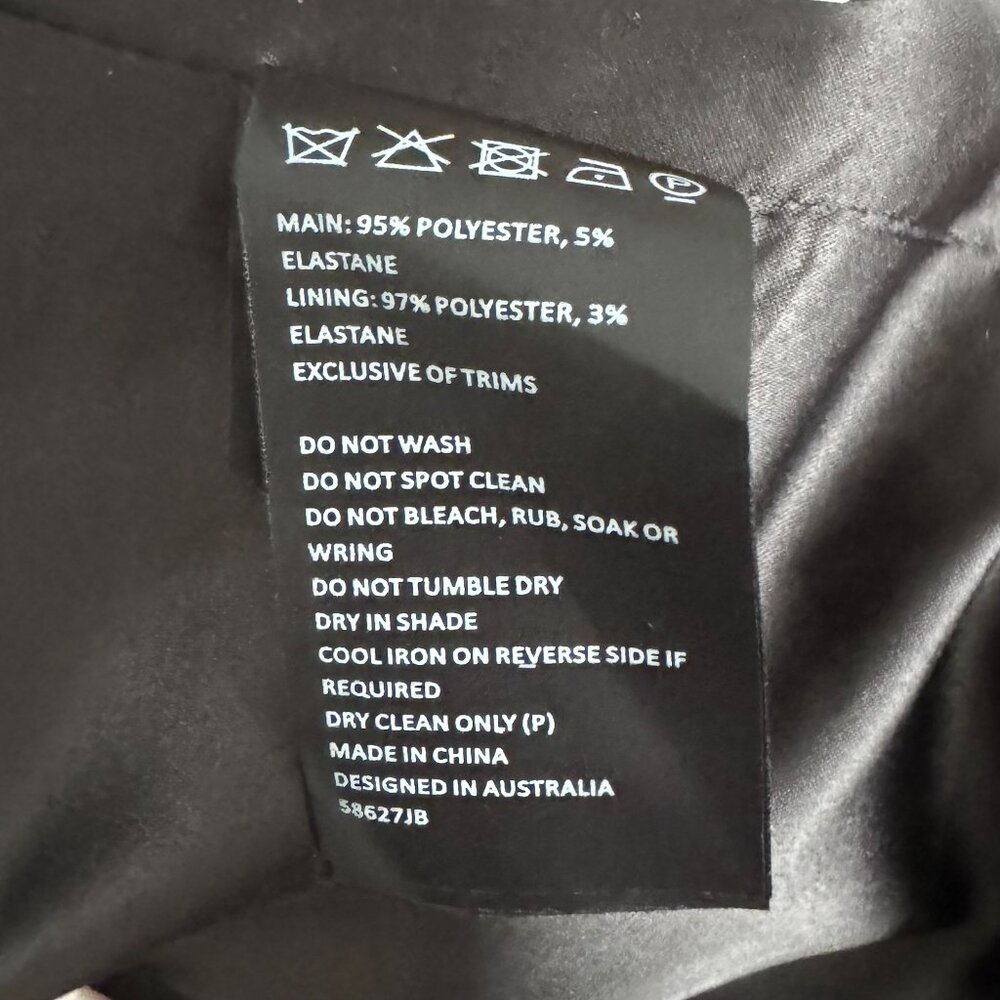 P
MAIN: 95% POLYESTER, 5%
ELASTANE
LINING: 97% POLYESTER, 3%
ELASTANE
EXCLUSIVE OF TRIMS
DO NOT WASH
DO NOT SPOT CLEAN
DO NOT BLEACH, RUB, SOAK OR
WRING
DO NOT TUMBLE DRY
DRY IN SHADE
COOL IRON ON REVERSE SIDE IF
REQUIRED
DRY CLEAN ONLY (P)
MADE IN CHINA
DESIGNED IN AUSTRALIA
58627JB